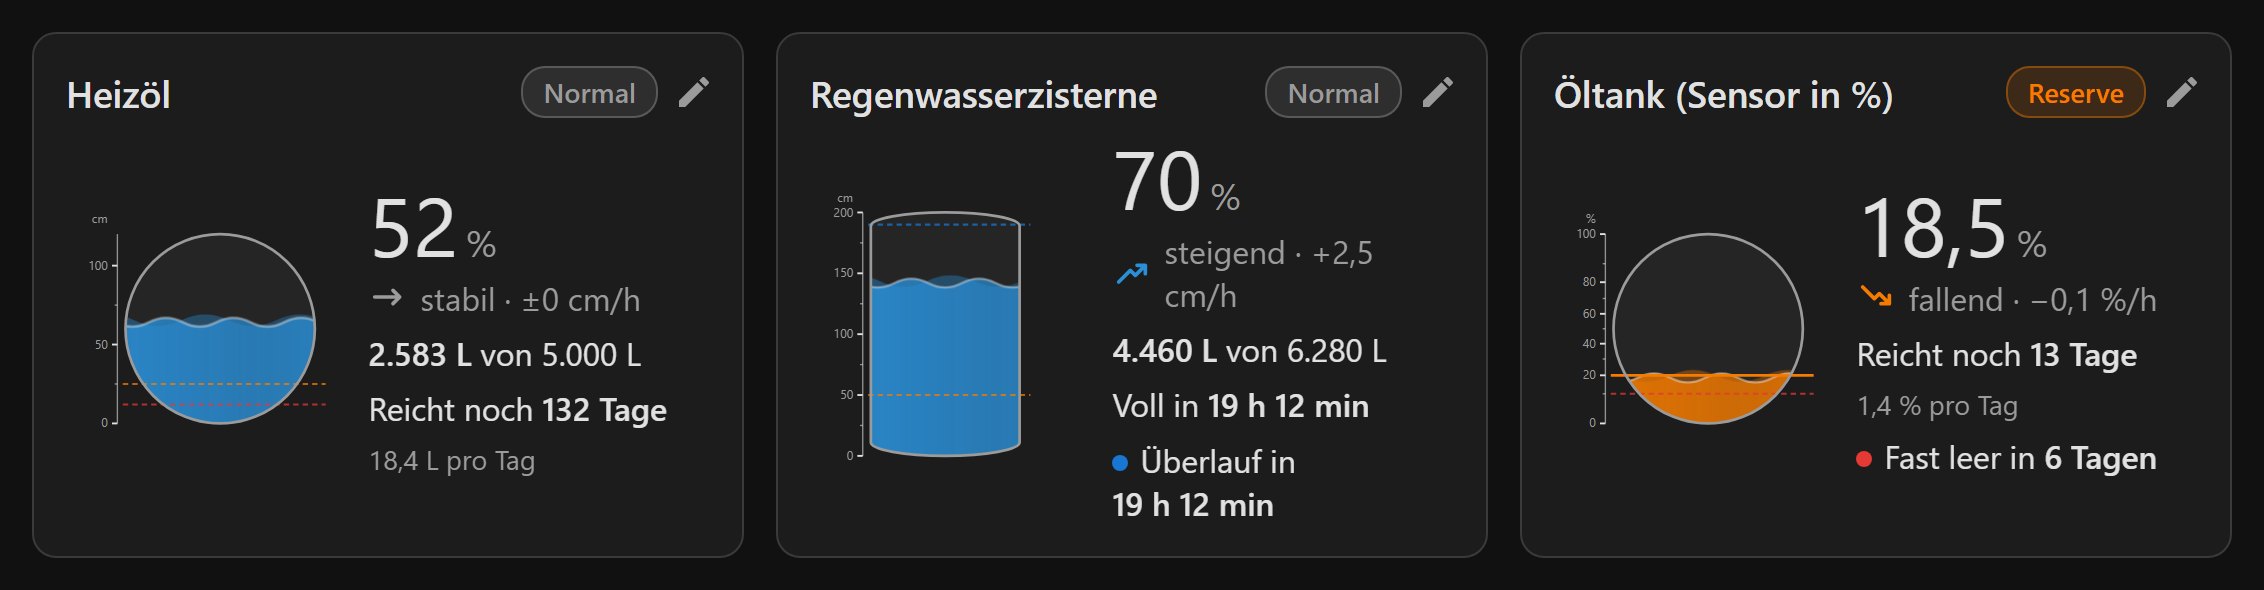 Heizöl
Normal
cm
100
50
0
52 %
stabil · ±0 cm/h
2.583 L von 5.000 L
Reicht noch 132 Tage
18,4 L pro Tag
Regenwasserzisterne
Normal
cm
200
150
100
50
0
70 %
steigend · +2,5
cm/h
4.460 L von 6.280 L
Voll in 19 h 12 min
Überlauf in
19 h 12 min
Öltank (Sensor in %)
Reserve
%
100
80
60
40
20
0
18,5 %
fallend · −0,1 %/h
Reicht noch 13 Tage
1,4 % pro Tag
Fast leer in 6 Tagen